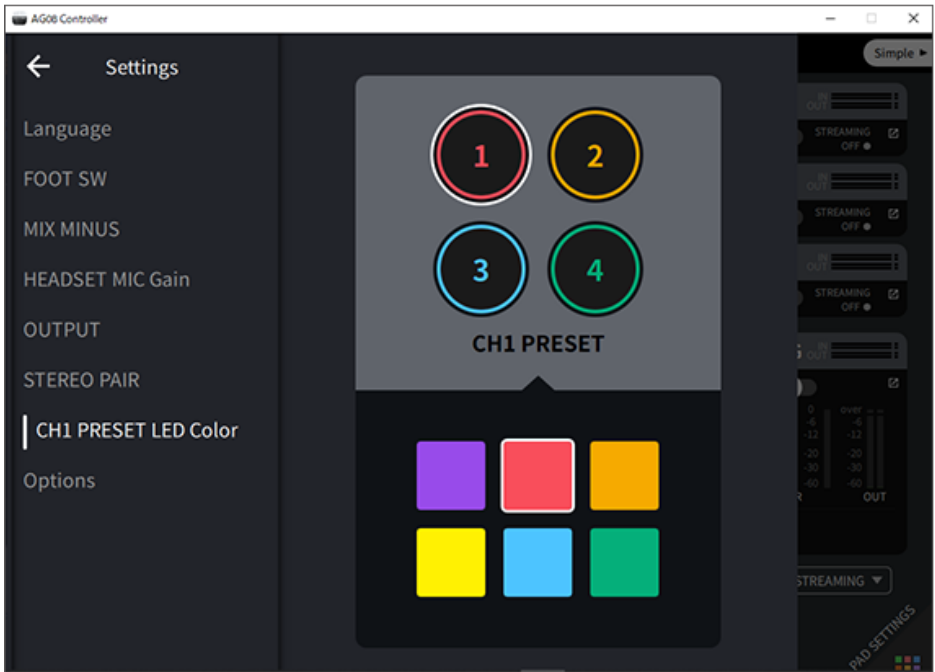 AG08 Controller
Settings
Language
FOOT SW
MIX MINUS
HEADSET MIC Gain
OUTPUT
STEREO PAIR
CH1 PRESET LED Color
Options
1
2
3
4
CH1 PRESET
Simple
IN
OUT
STREAMING
OFF
IN
OUT
STREAMING
OFF
IN
OUT
STREAMING
OFF
IN
OUT
0 over
-6 -6
-12 -12
-20 -20
-30 -30
-60 -60
OUT
STREAMING
PAD SETTINGS